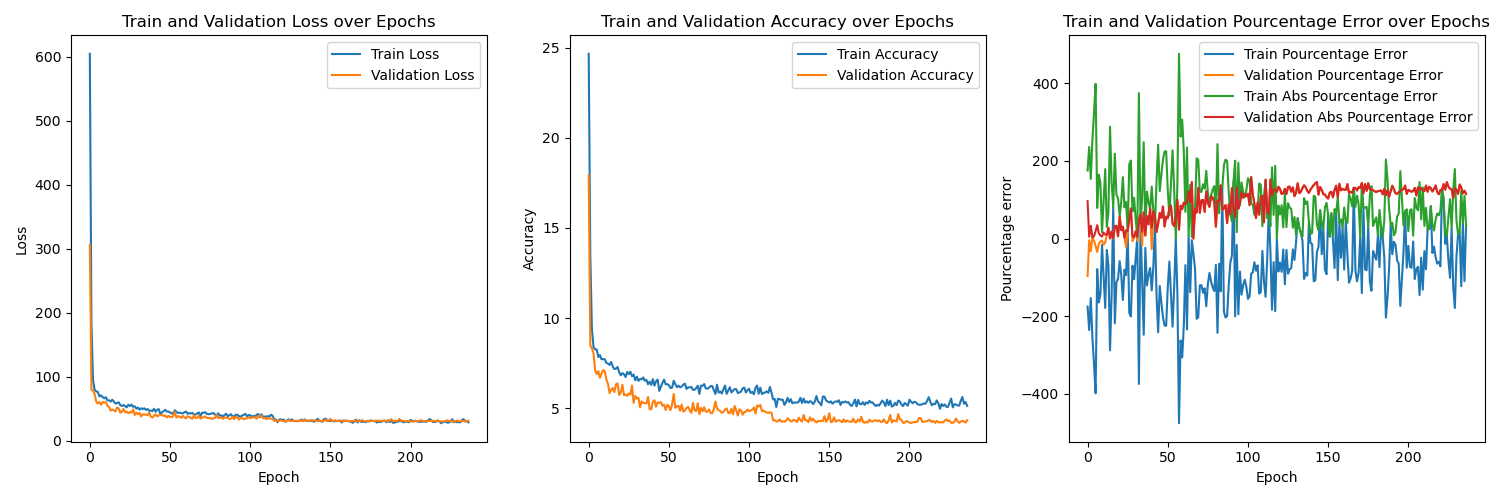 Train and Validation Loss over Epochs
Train Loss
Validation Loss
600
500
400
300
200
100
0
Loss
0 50 100 150 200
Epoch
Train and Validation Accuracy over Epochs
Train Accuracy
Validation Accuracy
25
20
15
10
5
Accuracy
0 50 100 150 200
Epoch
Train and Validation Pourcentage Error over Epochs
Train Pourcentage Error
Validation Pourcentage Error
Train Abs Pourcentage Error
Validation Abs Pourcentage Error
400
200
0
−200
−400
Pourcentage error
0 50 100 150 200
Epoch